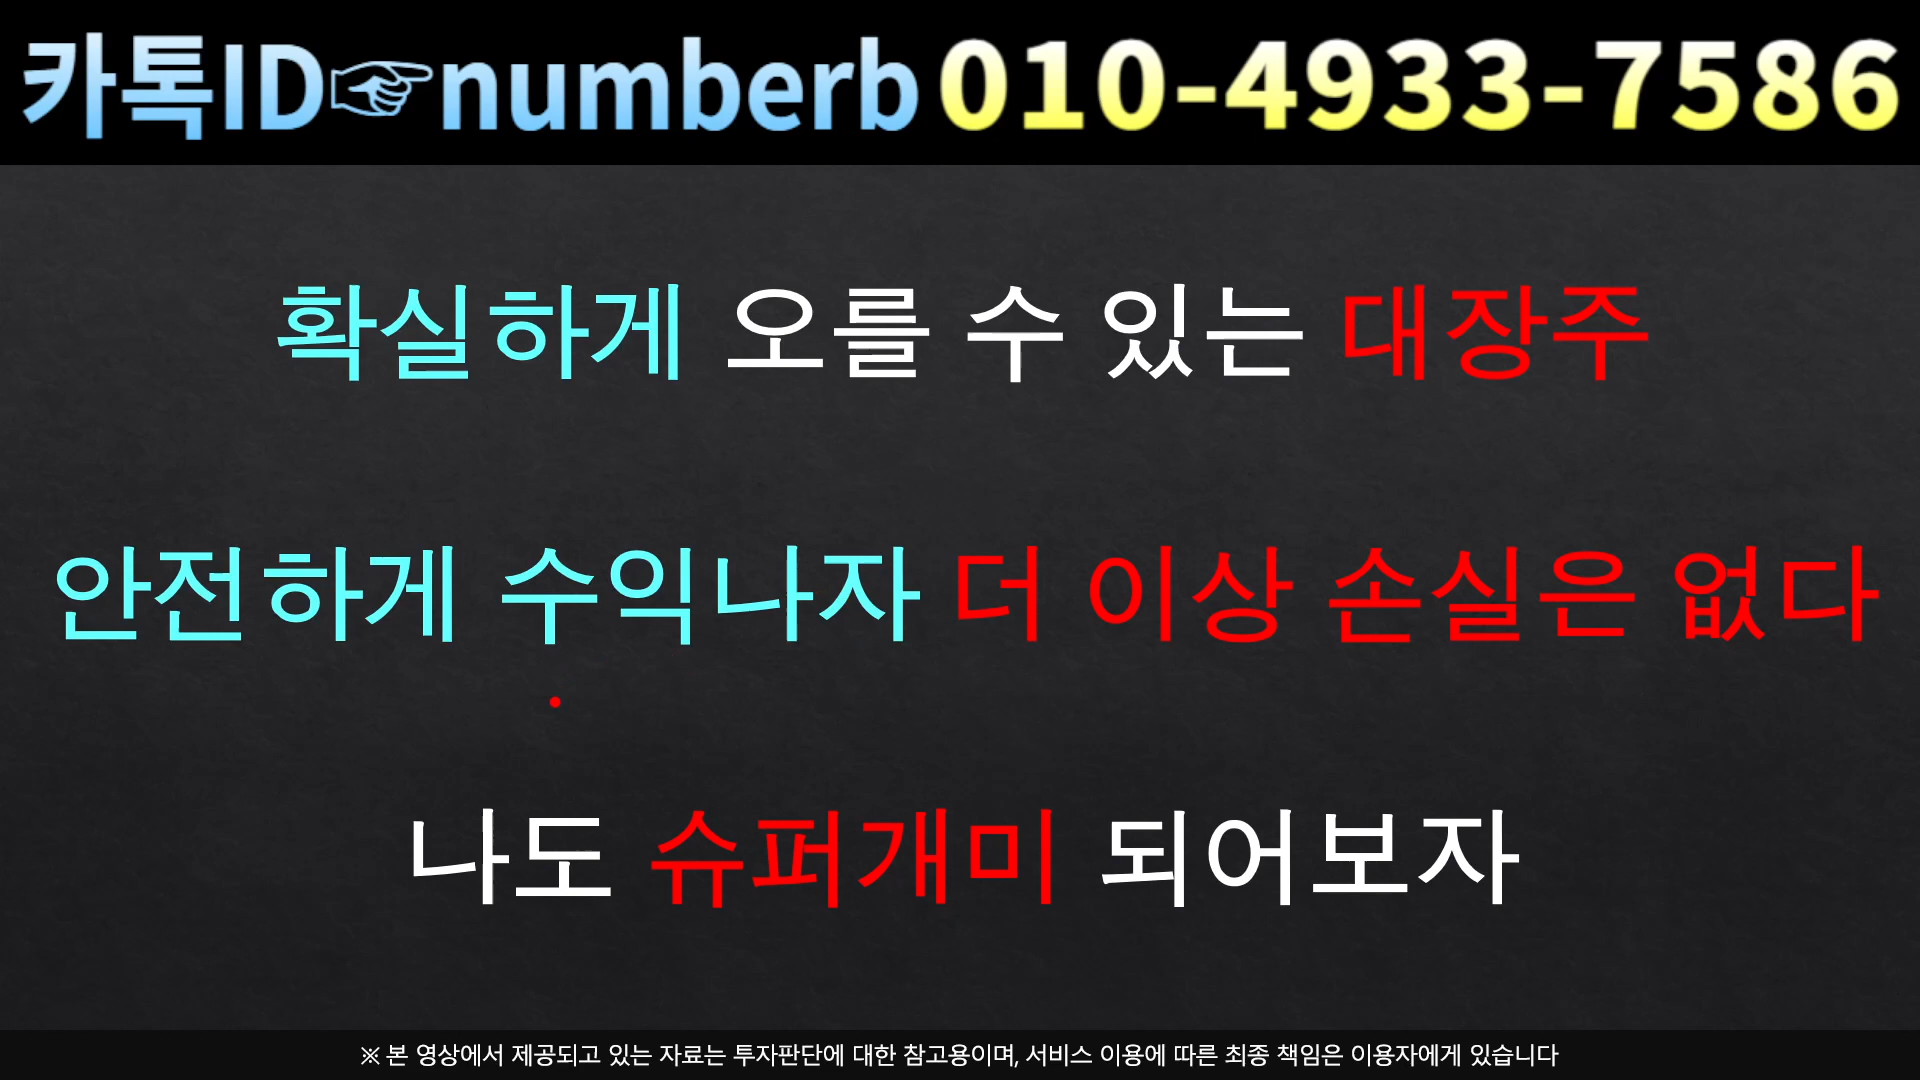 카톡ID☞numberb 010-4933-7586
확실하게 오를 수 있는 대장주
안전하게 수익나자 더 이상 손실은 없다
나도 슈퍼개미 되어보자
※ 본 영상에서 제공되고 있는 자료는 투자판단에 대한 참고용이며, 서비스 이용에 따른 최종 책임은 이용자에게 있습니다